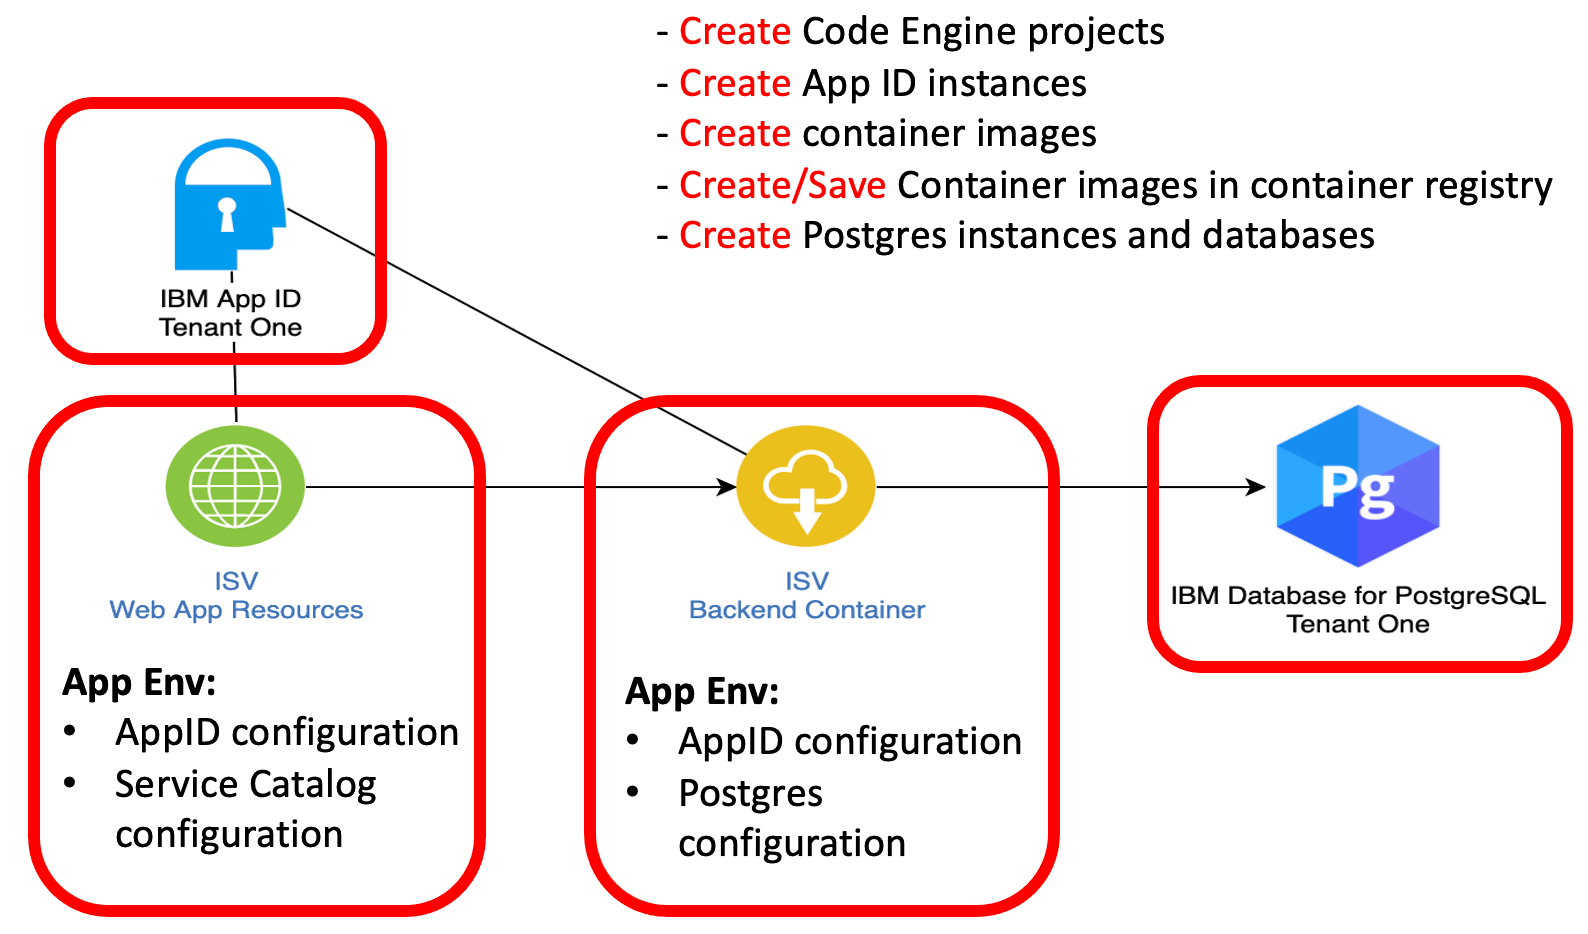 - Create Code Engine projects
- Create App ID instances
- Create container images
- Create/Save Container images in container registry
- Create Postgres instances and databases
IBM App ID
Tenant One
ISV
Web App Resources
App Env:
• AppID configuration
• Service Catalog
configuration
ISV
Backend Container
App Env:
• AppID configuration
• Postgres
configuration
Pg
IBM Database for PostgreSQL
Tenant One